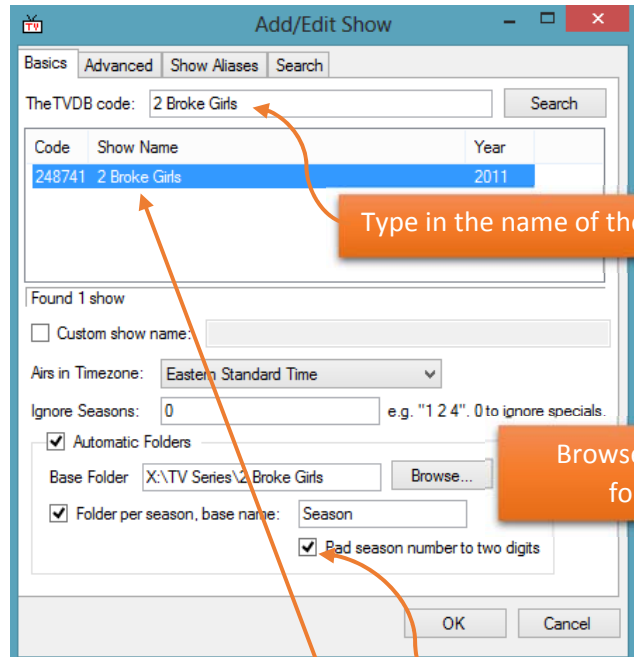 Add/Edit Show
Basics Advanced Show Aliases Search
TheTVDB code: 2 Broke Girls Search
Code Show Name Year
248741 2 Broke Girls 2011
Type in the name of the
Found 1 show
Custom show name:
Airs in Timezone: Eastern Standard Time
Ignore Seasons: 0 e.g. "1 2 4". 0 to ignore specials.
Automatic Folders
Browse
Base Folder X:\TV Series\2 Broke Girls Browse...
fo
Folder per season, base name: Season
Pad season number to two digits
OK Cancel